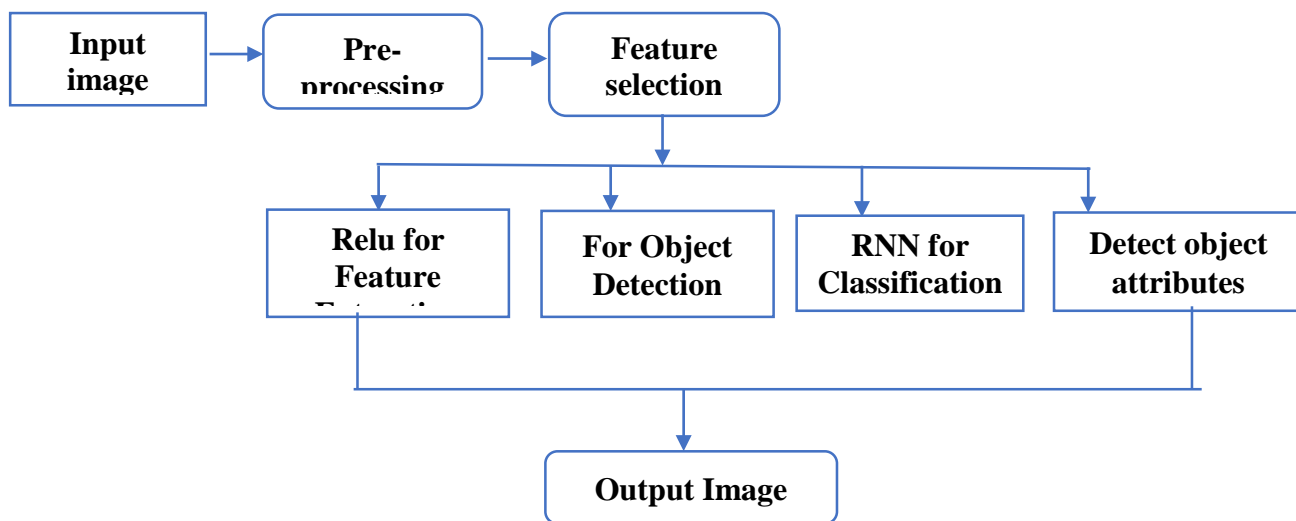 Input
image
Pre-
processing
Feature
selection
Relu for
Feature
For Object
Detection
RNN for
Classification
Detect object
attributes
Output Image